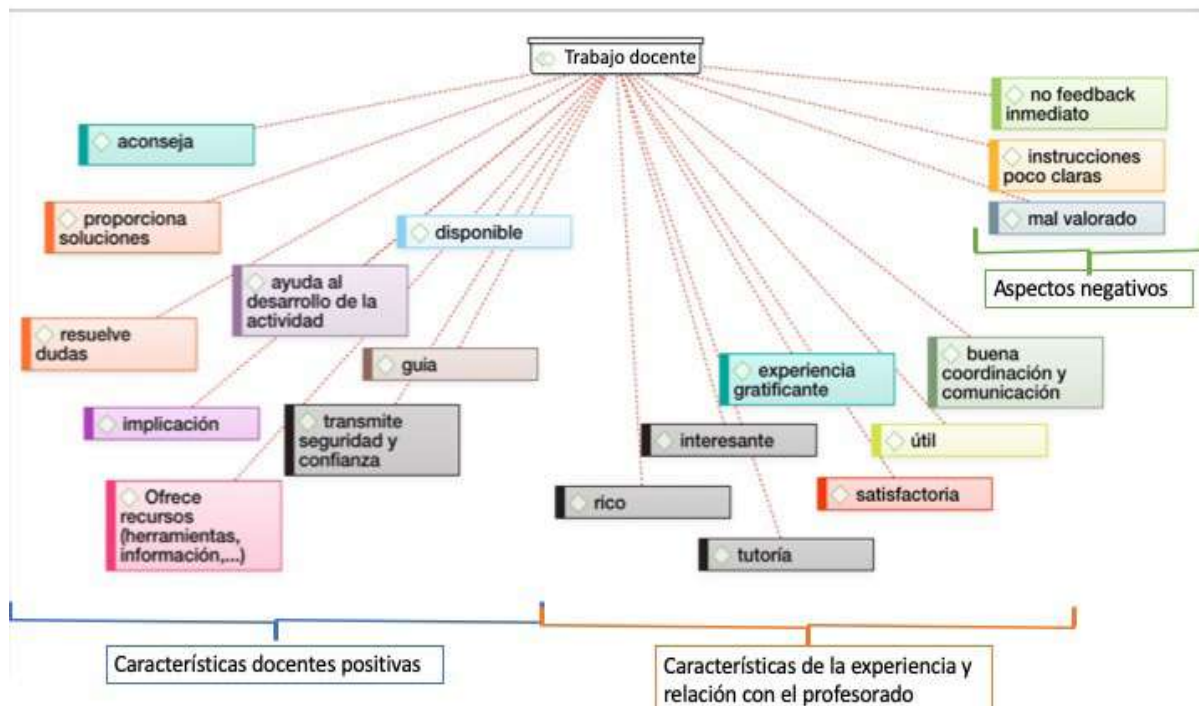 Trabajo docente
no feedback
inmediato
aconseja
instrucciones
poco claras
proporciona
soluciones
disponible
mal valorado
ayuda al
desarrollo de la
actividad
Aspectos negativos
resuelve
dudas
guía
experiencia
gratificante
buena
coordinación y
comunicación
implicación
transmite
seguridad y
confianza
interesante
útil
Ofrece
recursos
(herramientas,
información,...)
rico
satisfactoria
tutoría
Características docentes positivas
Características de la experiencia y
relación con el profesorado